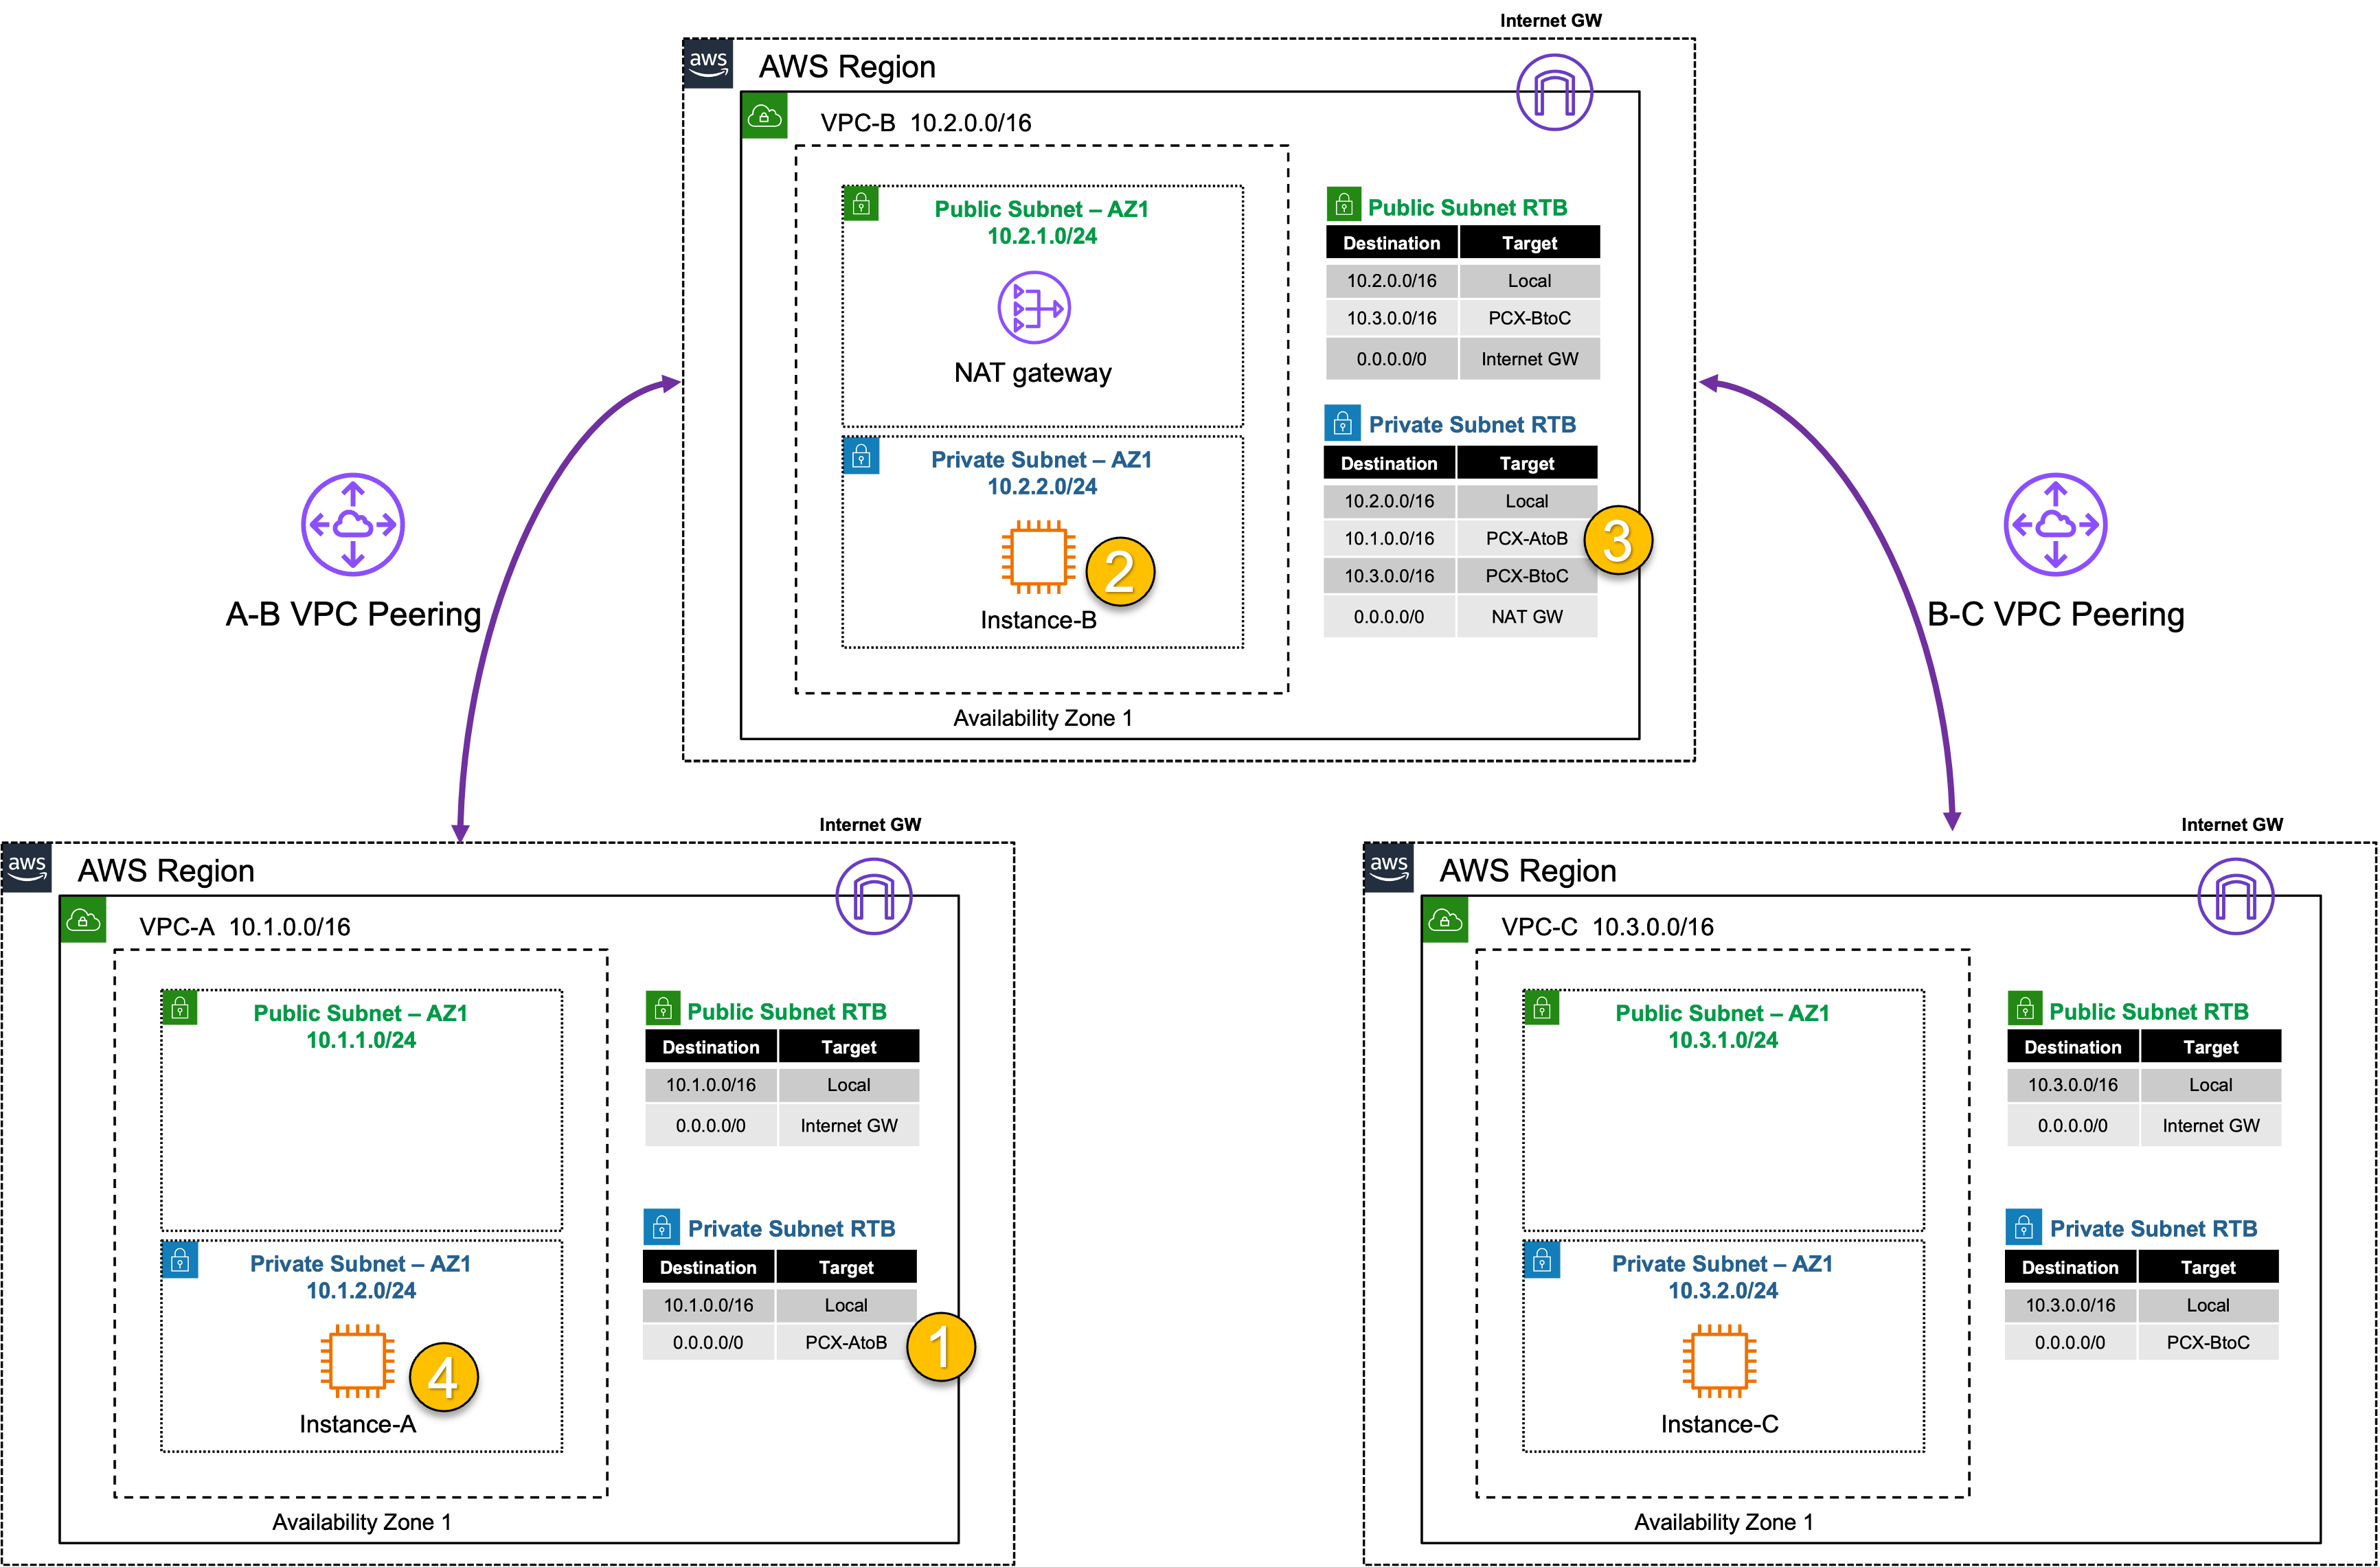 Internet GW
aws
AWS Region
VPC-B 10.2.0.0/16
Public Subnet – AZ1
10.2.1.0/24
NAT gateway
Private Subnet – AZ1
10.2.2.0/24
2
Instance-B
Availability Zone 1
Public Subnet RTB
Destination Target
10.2.0.0/16 Local
10.3.0.0/16 PCX-BtoC
0.0.0.0/0 Internet GW
Private Subnet RTB
Destination Target
10.2.0.0/16 Local
10.1.0.0/16 PCX-AtoB
3
10.3.0.0/16 PCX-BtoC
0.0.0.0/0 NAT GW
A-B VPC Peering
B-C VPC Peering
Internet GW
aws
AWS Region
VPC-A 10.1.0.0/16
Public Subnet – AZ1
10.1.1.0/24
Private Subnet – AZ1
10.1.2.0/24
4
Instance-A
Availability Zone 1
Public Subnet RTB
Destination Target
10.1.0.0/16 Local
0.0.0.0/0 Internet GW
Private Subnet RTB
Destination Target
10.1.0.0/16 Local
0.0.0.0/0 PCX-AtoB
1
Internet GW
aws
AWS Region
VPC-C 10.3.0.0/16
Public Subnet – AZ1
10.3.1.0/24
Private Subnet – AZ1
10.3.2.0/24
Instance-C
Availability Zone 1
Public Subnet RTB
Destination Target
10.3.0.0/16 Local
0.0.0.0/0 Internet GW
Private Subnet RTB
Destination Target
10.3.0.0/16 Local
0.0.0.0/0 PCX-BtoC